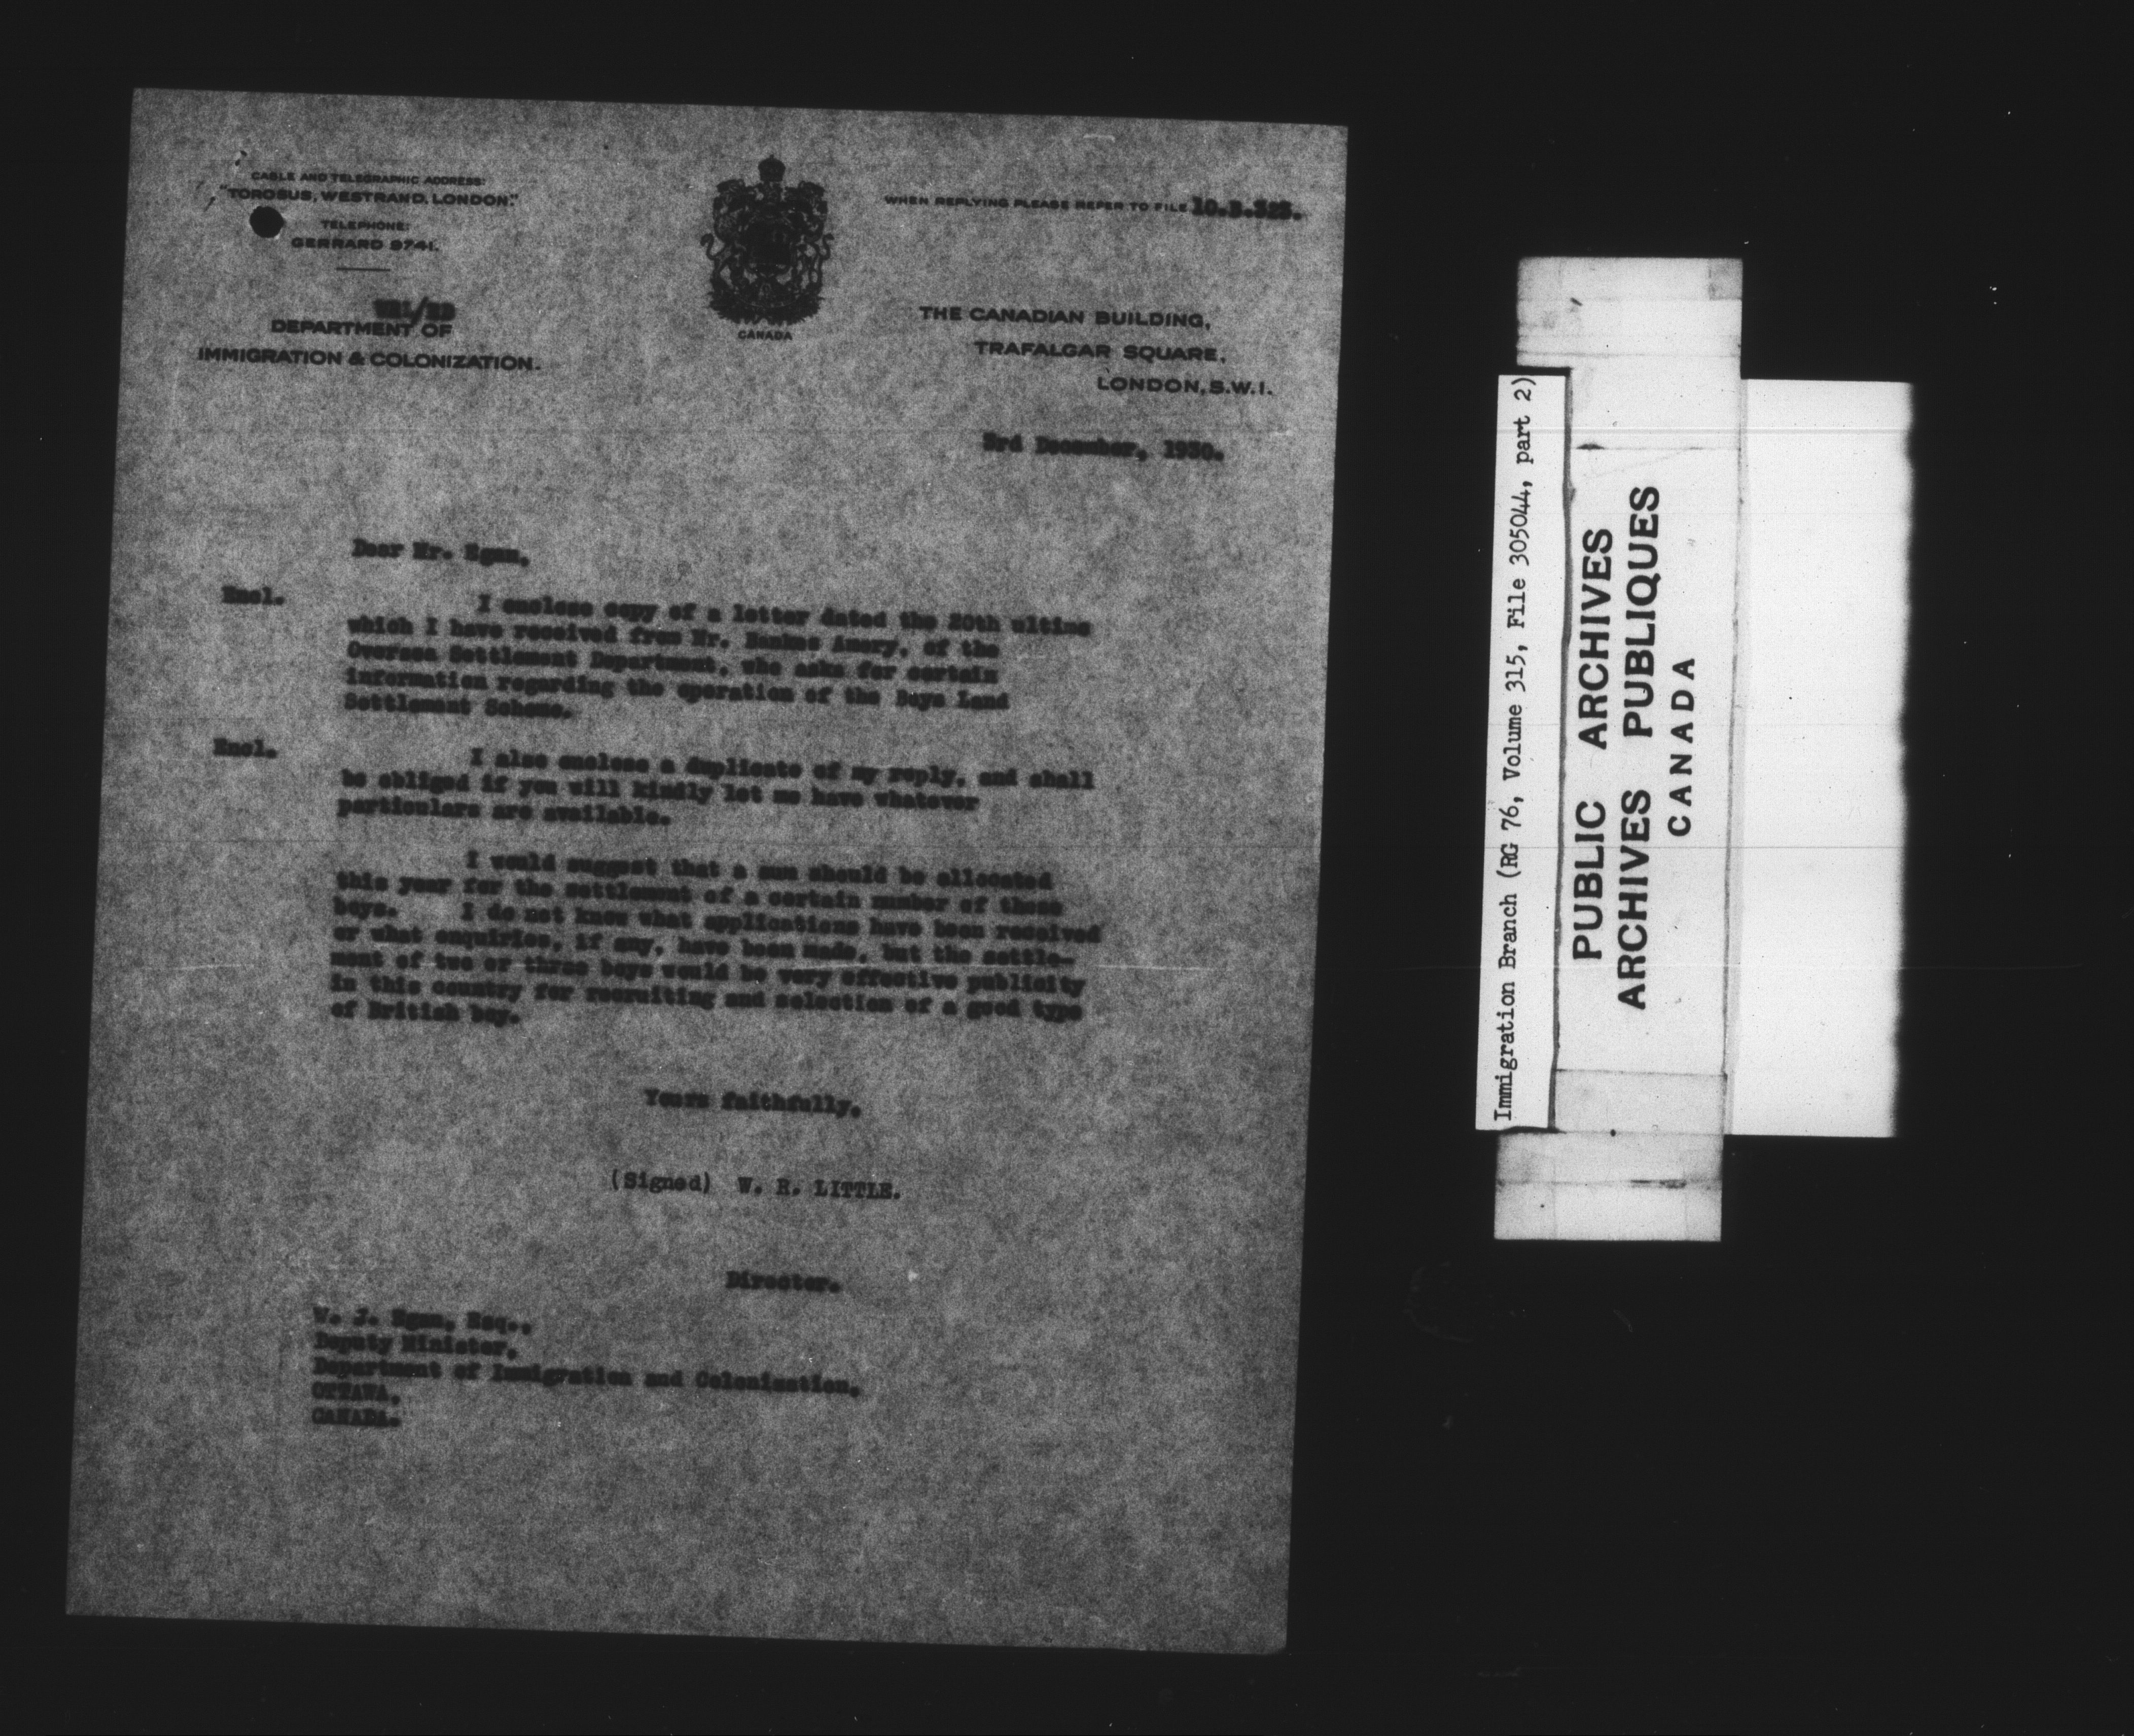 CABLE AND TELEGRAPHIC ADDRESS:
"TOROSUS, WESTRAND, LONDON."
TELEPHONE:
GERRARD 9741.
WRL/
DEPARTMENT OF
IMMIGRATION & COLONIZATION.
CANADA
WHEN REPLYING PLEASE REFER TO FILE
THE CANADIAN BUILDING,
TRAFALGAR SQUARE,
LONDON, S.W.1.
3rd December, 1930.
Dear Mr. Egan,
Encl.
I enclose copy of a letter dated the 20th ultimo
which I have received from Mr. Amery, of the
Oversea Settlement Department, who asks for certain
information regarding the operation of the Boys Land
Settlement Scheme.
Encl.
I also enclose a duplicate of my reply, and shall
be obliged if you will kindly let me have whatever
particulars are available.
I would suggest that a sum should be allocated
this year for the settlement of a certain number of these
boys. I do not know what applications have been received
or what enquiries, if any, have been made, but the settle-
ment of two or three boys would be very effective publicity
in this country for recruiting and selection of a good type
of British boy.
Yours faithfully,
(Signed) W. R. LITTLE.
Director.
W. J. Egan, Esq.,
Deputy Minister,
Department of Immigration and Colonization,
OTTAWA,
CANADA.
Immigration Branch (RG 76, Volume 315, File 305044, part 2)
PUBLIC ARCHIVES
ARCHIVES PUBLIQUES
CANADA